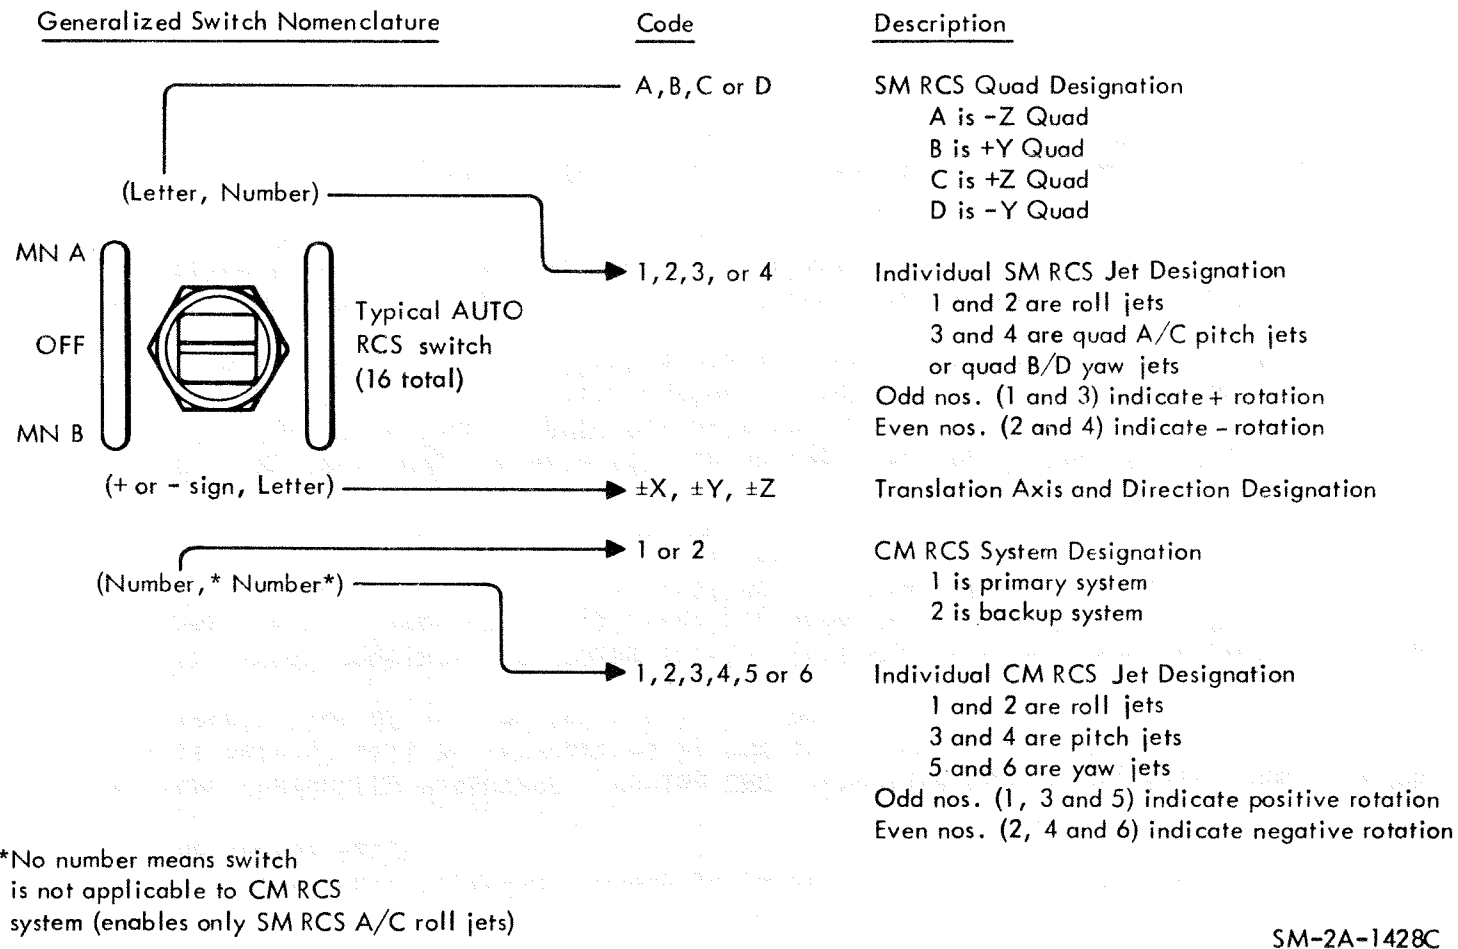 Generalized Switch Nomenclature Code Description
A,B,C or D SM RCS Quad Designation
A is -Z Quad
B is +Y Quad
C is +Z Quad
D is -Y Quad
(Letter, Number)
MN A
OFF
MN B
Typical AUTO
RCS switch
(16 total)
1,2,3, or 4 Individual SM RCS Jet Designation
1 and 2 are roll jets
3 and 4 are quad A/C pitch jets
or quad B/D yaw jets
Odd nos. (1 and 3) indicate + rotation
Even nos. (2 and 4) indicate - rotation
(+ or - sign, Letter) ±X, ±Y, ±Z Translation Axis and Direction Designation
1 or 2 CM RCS System Designation
1 is primary system
2 is backup system
(Number,* Number*)
1,2,3,4,5 or 6 Individual CM RCS Jet Designation
1 and 2 are roll jets
3 and 4 are pitch jets
5 and 6 are yaw jets
Odd nos. (1, 3 and 5) indicate positive rotation
Even nos. (2, 4 and 6) indicate negative rotation
*No number means switch
is not applicable to CM RCS
system (enables only SM RCS A/C roll jets)
SM-2A-1428C